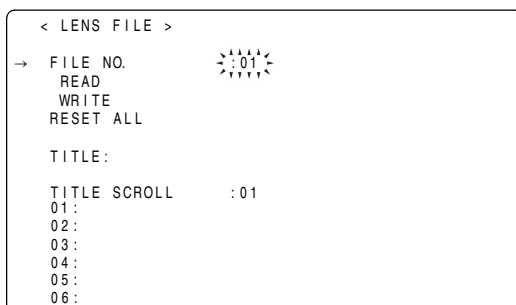 < LENS FILE >
→ FILE NO. :01
READ
WRITE
RESET ALL
TITLE:
TITLE SCROLL :01
01:
02:
03:
04:
05:
06: